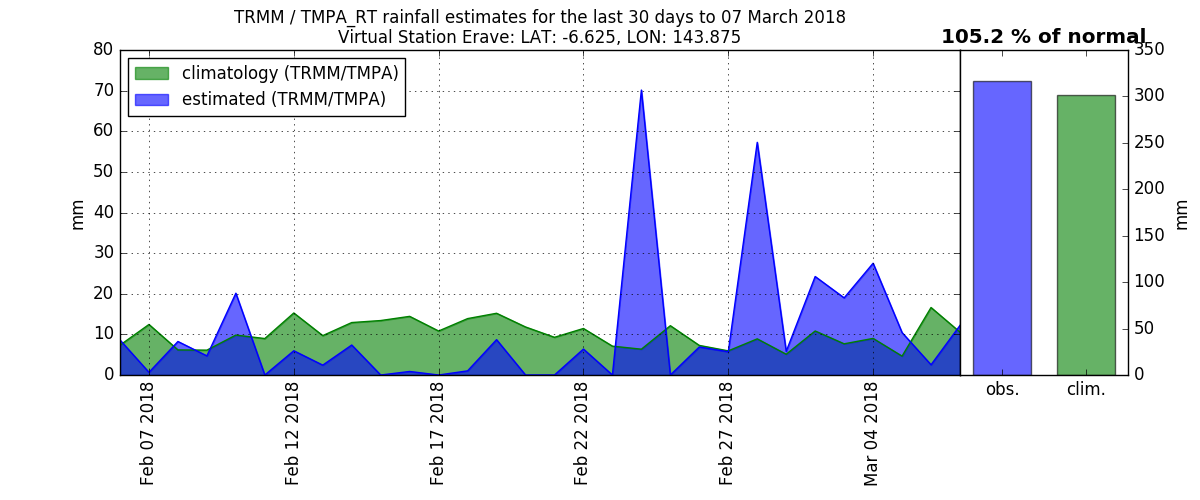 TRMM / TMPA_RT rainfall estimates for the last 30 days to 07 March 2018
Virtual Station Erave: LAT: -6.625, LON: 143.875
105.2 % of normal
climatology (TRMM/TMPA)
estimated (TRMM/TMPA)
80
70
60
50
40
30
20
10
0
mm
Feb 07 2018
Feb 12 2018
Feb 17 2018
Feb 22 2018
Feb 27 2018
Mar 04 2018
350
300
250
200
150
100
50
0
mm
obs.
clim.